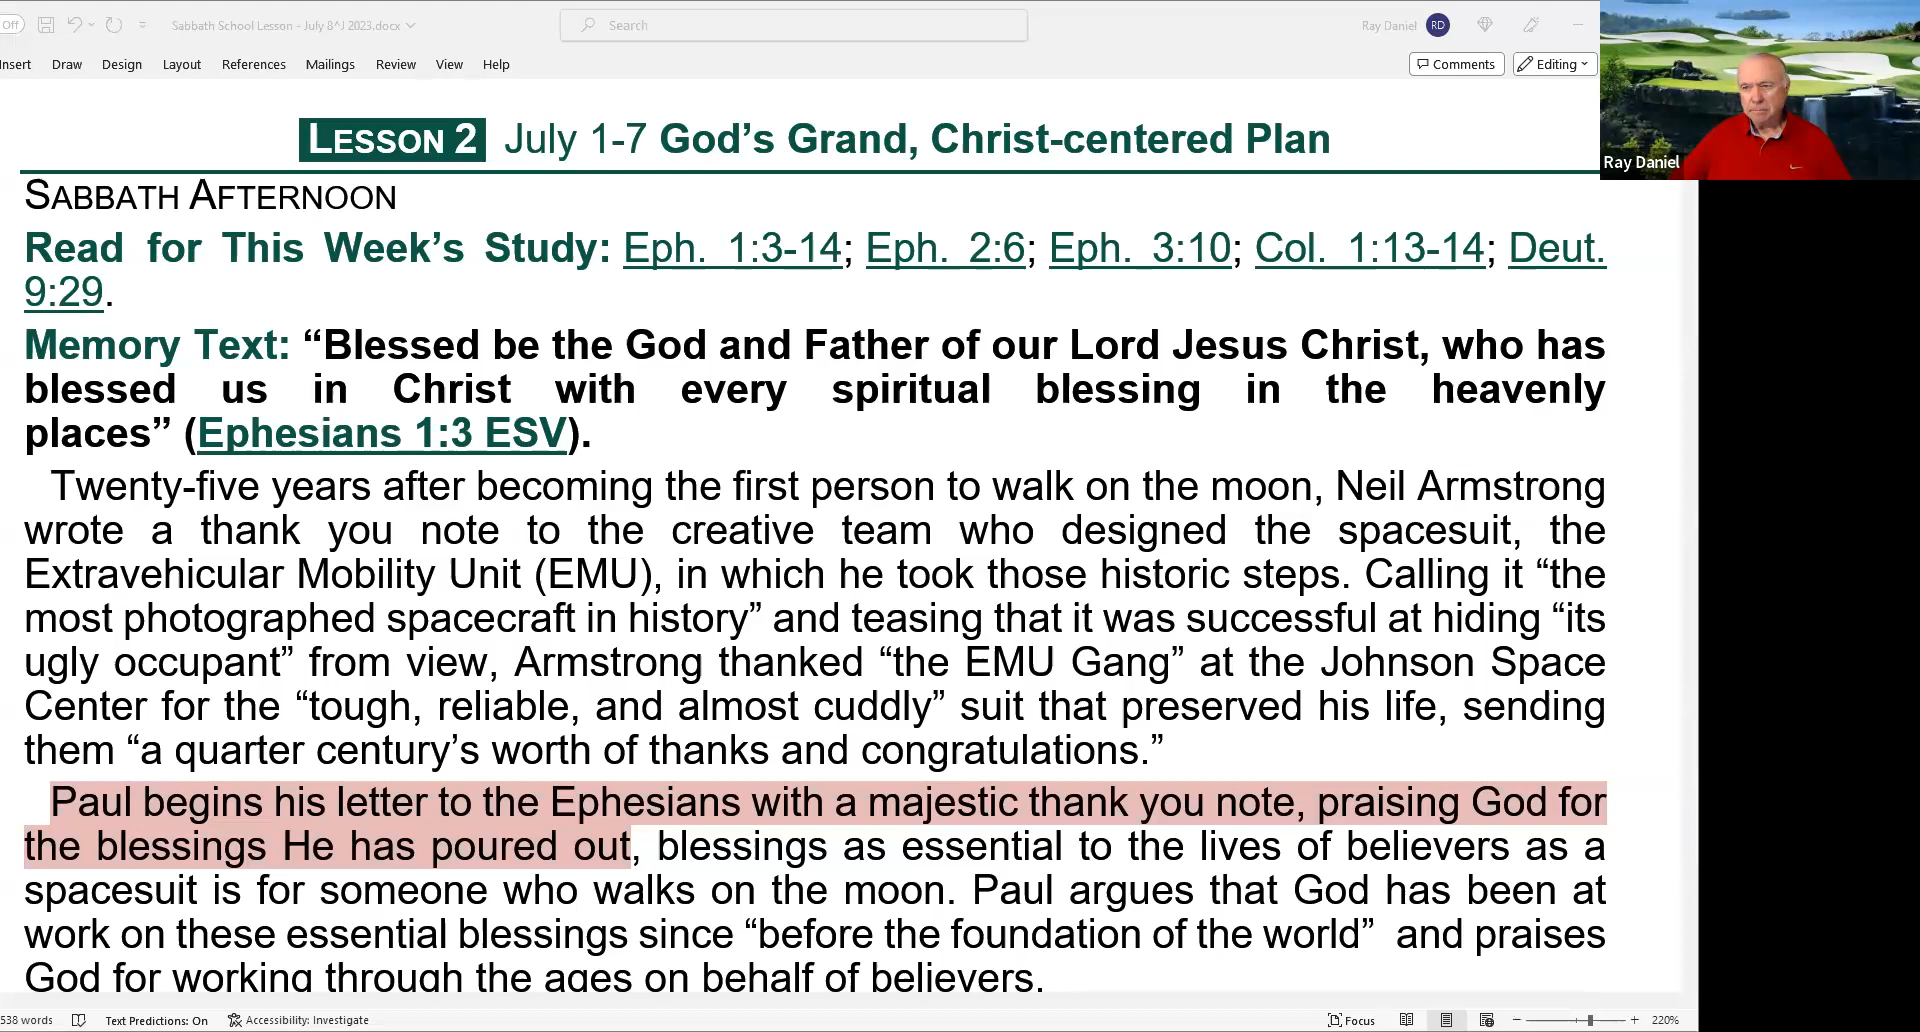 Off
Sabbath School Lesson - July 8^J 2023.docx
Search
Ray Daniel RD
Insert Draw Design Layout References Mailings Review View Help
Comments Editing
Ray Daniel
LESSON 2 July 1-7 God’s Grand, Christ-centered Plan
SABBATH AFTERNOON
Read for This Week’s Study: Eph. 1:3-14; Eph. 2:6; Eph. 3:10; Col. 1:13-14; Deut.
9:29.
Memory Text: “Blessed be the God and Father of our Lord Jesus Christ, who has
blessed us in Christ with every spiritual blessing in the heavenly
places” (Ephesians 1:3 ESV).
Twenty-five years after becoming the first person to walk on the moon, Neil Armstrong
wrote a thank you note to the creative team who designed the spacesuit, the
Extravehicular Mobility Unit (EMU), in which he took those historic steps. Calling it “the
most photographed spacecraft in history” and teasing that it was successful at hiding “its
ugly occupant” from view, Armstrong thanked “the EMU Gang” at the Johnson Space
Center for the “tough, reliable, and almost cuddly” suit that preserved his life, sending
them “a quarter century’s worth of thanks and congratulations.”
Paul begins his letter to the Ephesians with a majestic thank you note, praising God for
the blessings He has poured out, blessings as essential to the lives of believers as a
spacesuit is for someone who walks on the moon. Paul argues that God has been at
work on these essential blessings since “before the foundation of the world” and praises
God for working through the ages on behalf of believers.
538 words Text Predictions: On Accessibility: Investigate Focus 220%